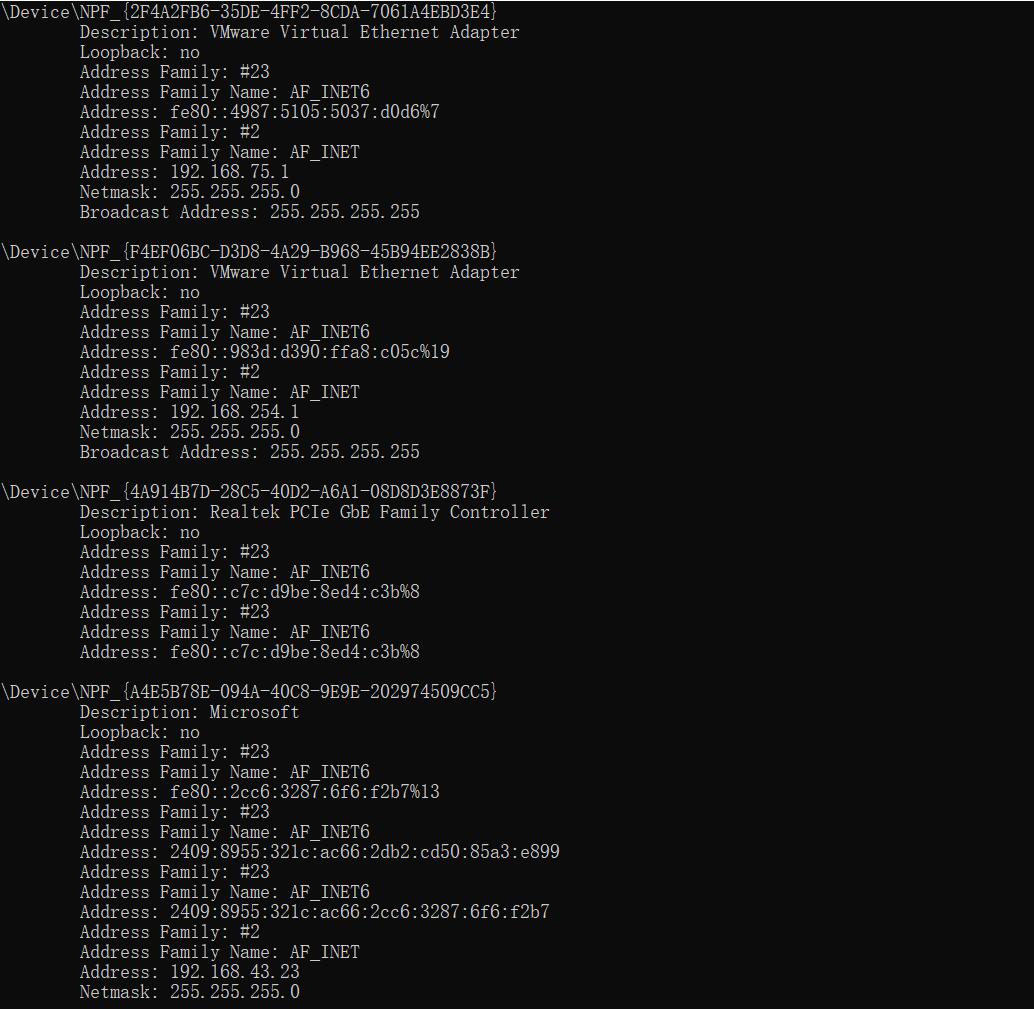 \Device\NPF_{2F4A2FB6-35DE-4FF2-8CDA-7061A4EBD3E4}
Description: VMware Virtual Ethernet Adapter
Loopback: no
Address Family: #23
Address Family Name: AF_INET6
Address: fe80::4987:5105:5037:d0d6%7
Address Family: #2
Address Family Name: AF_INET
Address: 192.168.75.1
Netmask: 255.255.255.0
Broadcast Address: 255.255.255.255
\Device\NPF_{F4EF06BC-D3D8-4A29-B968-45B94EE2838B}
Description: VMware Virtual Ethernet Adapter
Loopback: no
Address Family: #23
Address Family Name: AF_INET6
Address: fe80::983d:d390:ffa8:c05c%19
Address Family: #2
Address Family Name: AF_INET
Address: 192.168.254.1
Netmask: 255.255.255.0
Broadcast Address: 255.255.255.255
\Device\NPF_{4A914B7D-28C5-40D2-A6A1-08D8D3E8873F}
Description: Realtek PCIe GbE Family Controller
Loopback: no
Address Family: #23
Address Family Name: AF_INET6
Address: fe80::c7c:d9be:8ed4:c3b%8
Address Family: #23
Address Family Name: AF_INET6
Address: fe80::c7c:d9be:8ed4:c3b%8
\Device\NPF_{A4E5B78E-094A-40C8-9E9E-202974509CC5}
Description: Microsoft
Loopback: no
Address Family: #23
Address Family Name: AF_INET6
Address: fe80::2cc6:3287:6f6:f2b7%13
Address Family: #23
Address Family Name: AF_INET6
Address: 2409:8955:321c:ac66:2db2:cd50:85a3:e899
Address Family: #23
Address Family Name: AF_INET6
Address: 2409:8955:321c:ac66:2cc6:3287:6f6:f2b7
Address Family: #2
Address Family Name: AF_INET
Address: 192.168.43.23
Netmask: 255.255.255.0